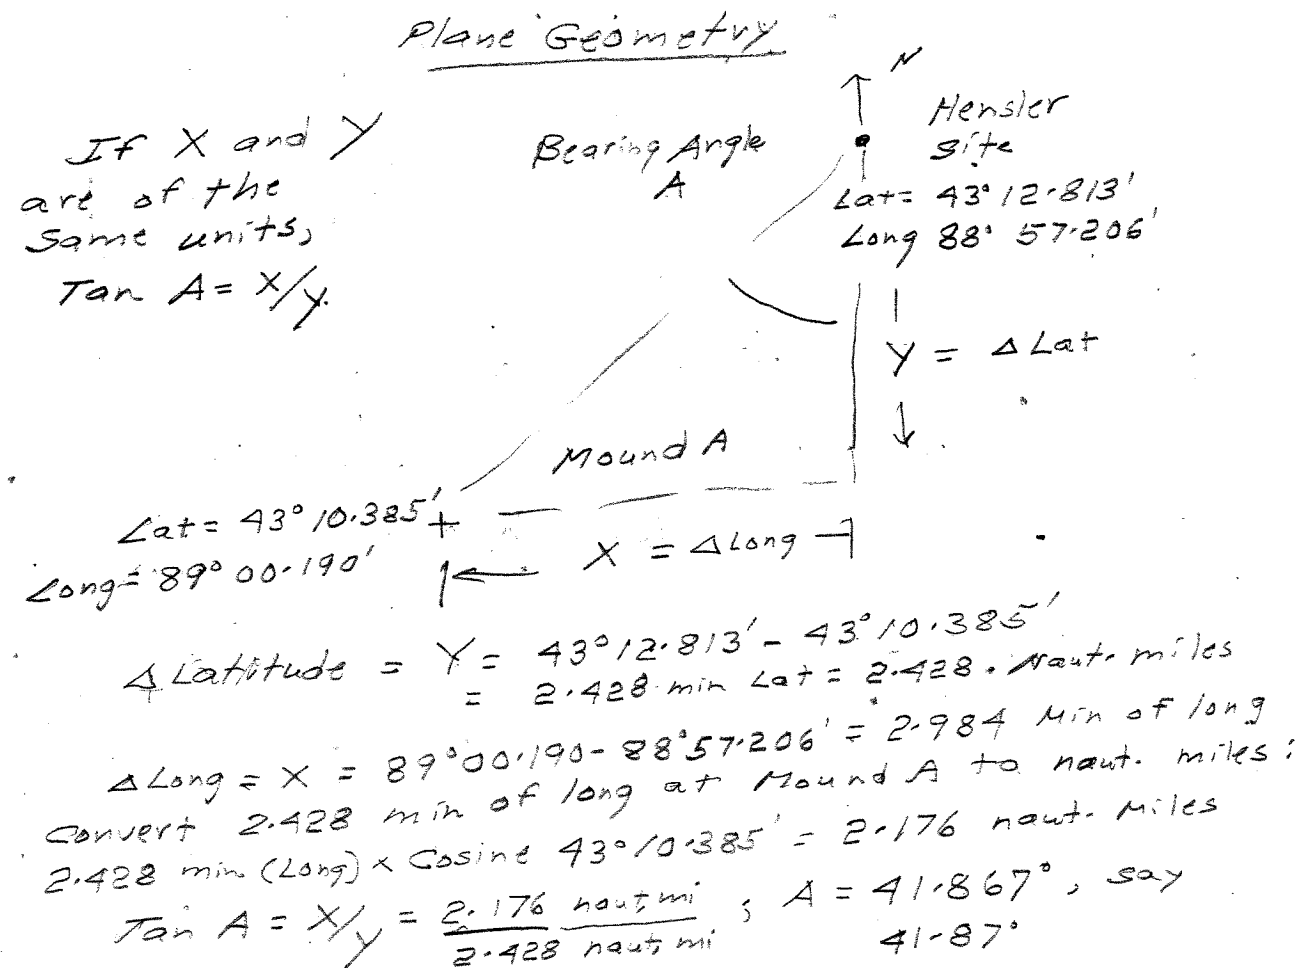 Plane Geometry
N
If X and Y
are of the
same units,
Tan A = X/Y.
Bearing Angle
A
Hensler
site
Lat = 43° 12.813'
Long 88° 57.206'
Y = Δ Lat
Mound A
Lat = 43° 10.385'
Long = 89° 00.190'
X = Δ Long
Δ Latitude = Y = 43° 12.813' - 43° 10.385'
= 2.428 min Lat = 2.428 . Naut. miles
Δ Long = X = 89° 00.190 - 88° 57.206' = 2.984 Min of long
Convert 2.428 min of long at Mound A to naut. miles:
2.428 min (Long) x Cosine 43° 10.385' = 2.176 naut. Miles
Tan A = X/Y = 2.176 naut, mi / 2.428 naut, mi ; A = 41.867°, say
41.87°